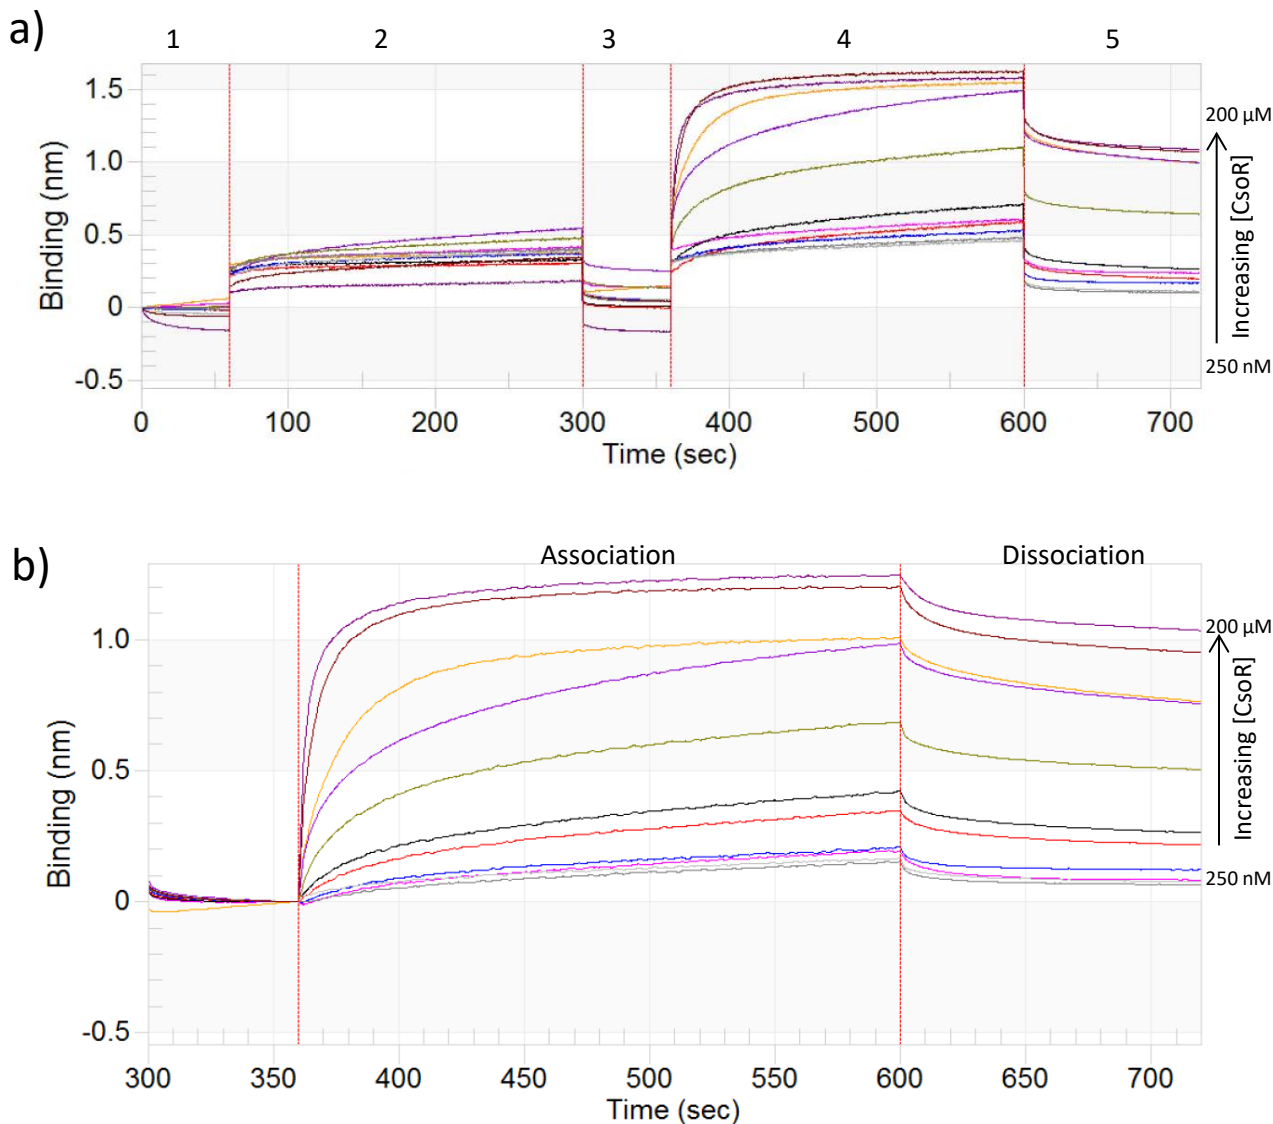 a)
1 2 3 4 5
Binding (nm)
1.5
1.0
0.5
0
-0.5
0 100 200 300 400 500 600 700
Time (sec)
200 µM
Increasing [CsoR]
250 nM
b)
Association Dissociation
Binding (nm)
1.0
0.5
0
-0.5
300 350 400 450 500 550 600 650 700
Time (sec)
200 µM
Increasing [CsoR]
250 nM